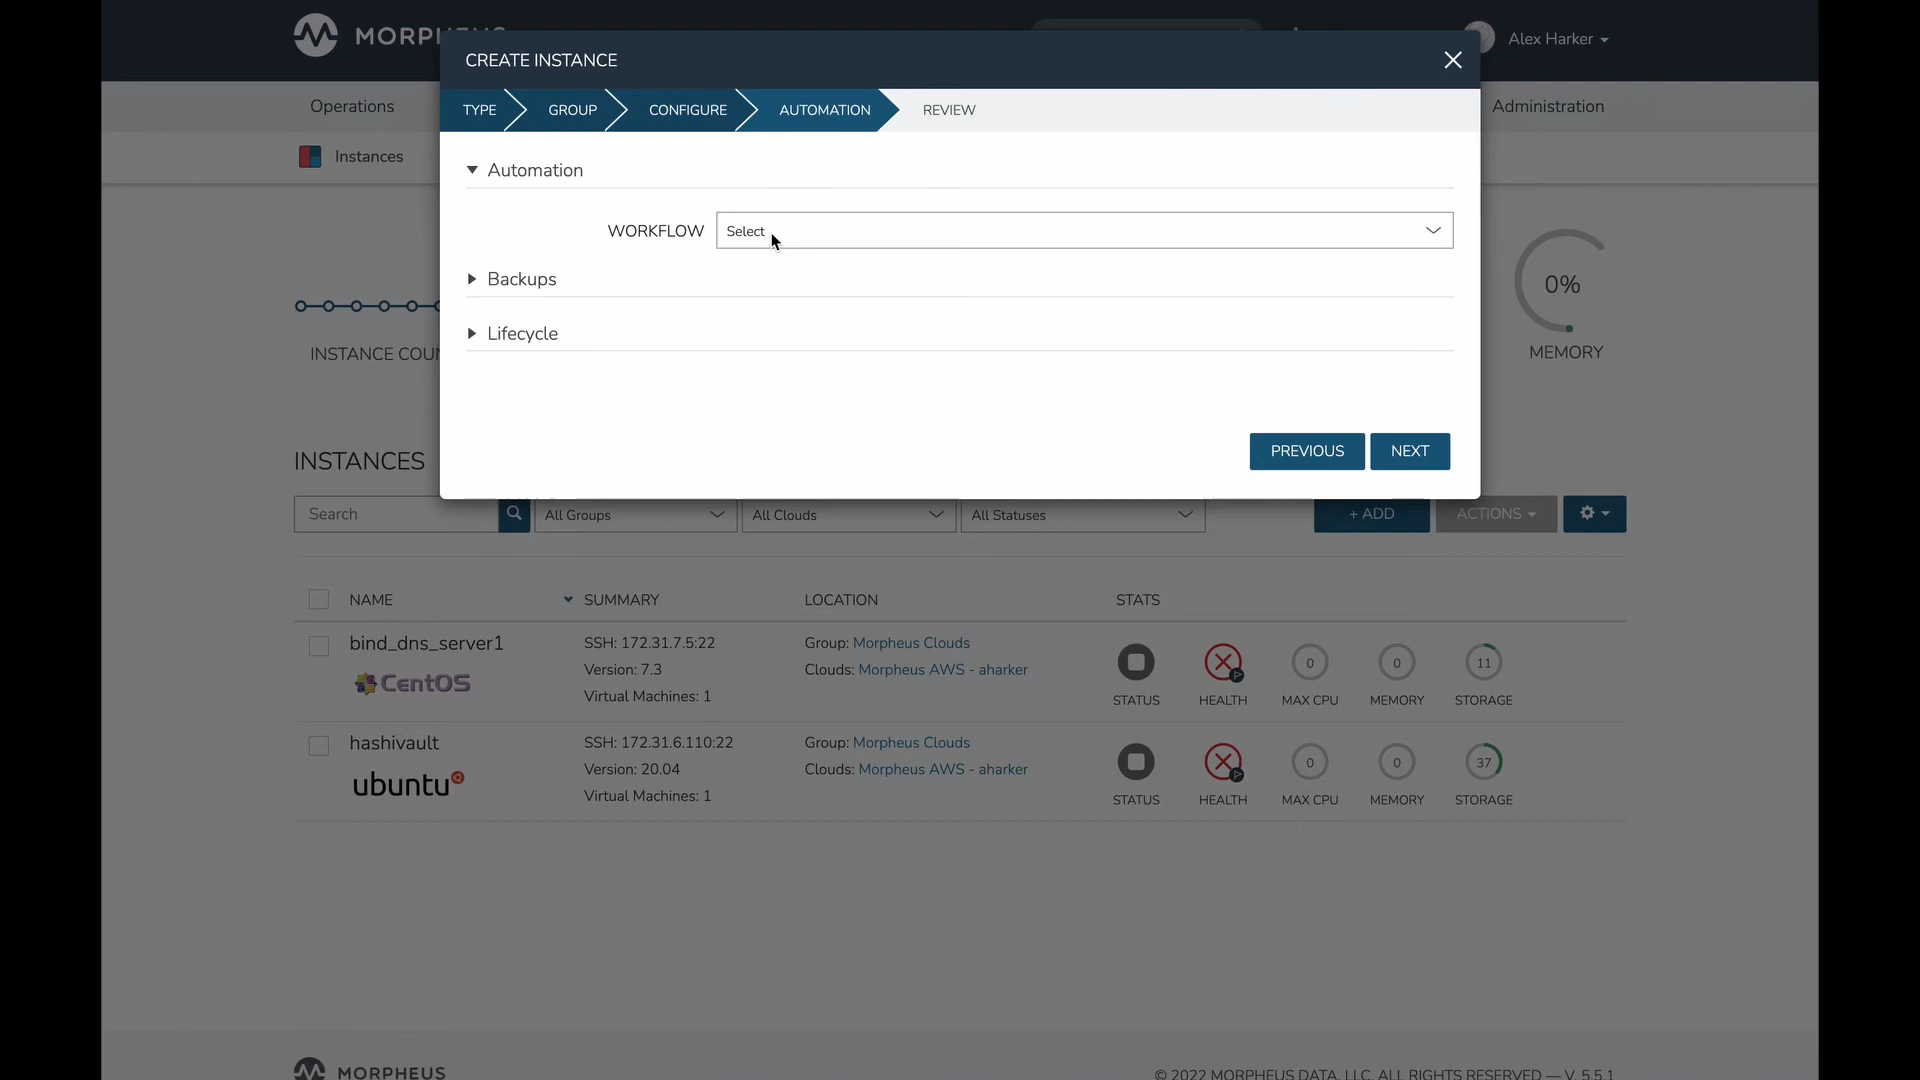 MORPHEUS
Alex Harker
CREATE INSTANCE
TYPE
GROUP
CONFIGURE
AUTOMATION
REVIEW
Operations
Administration
Instances
Automation
WORKFLOW
Select
Backups
Lifecycle
0%
MEMORY
INSTANCE COU
PREVIOUS
NEXT
INSTANCES
Search
All Groups
All Clouds
All Statuses
+ ADD
ACTIONS
NAME
SUMMARY
LOCATION
STATS
bind_dns_server1
CentOS
SSH: 172.31.7.5:22
Version: 7.3
Virtual Machines: 1
Group: Morpheus Clouds
Clouds: Morpheus AWS - aharker
0
0
11
STATUS
HEALTH
MAX CPU
MEMORY
STORAGE
hashivault
ubuntu
SSH: 172.31.6.110:22
Version: 20.04
Virtual Machines: 1
Group: Morpheus Clouds
Clouds: Morpheus AWS - aharker
0
0
37
STATUS
HEALTH
MAX CPU
MEMORY
STORAGE
MORPHEUS
© 2022 MORPHEUS DATA, LLC. ALL RIGHTS RESERVED — V. 5.5.1